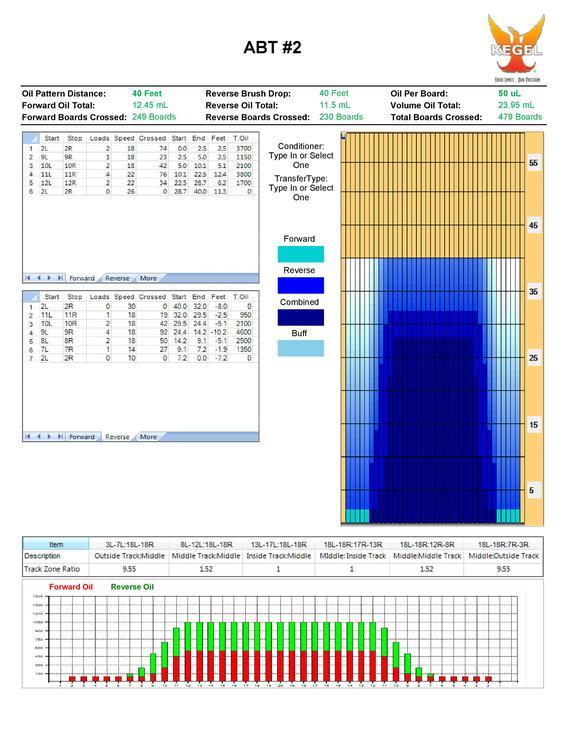 ABT #2
KEGEL
Your Lanes. Our Passion.
Oil Pattern Distance: 40 Feet Reverse Brush Drop: 40 Feet Oil Per Board: 50 uL
Forward Oil Total: 12.45 mL Reverse Oil Total: 11.5 mL Volume Oil Total: 23.95 mL
Forward Boards Crossed: 249 Boards Reverse Boards Crossed: 230 Boards Total Boards Crossed: 479 Boards
Start Stop Loads Speed Crossed Start End Feet T.Oil
1 2L 2R 2 18 74 0.0 2.5 2.5 3700
2 9L 9R 1 18 23 2.5 5.0 2.5 1150
3 10L 10R 2 18 42 5.0 10.1 5.1 2100
4 11L 11R 4 22 76 10.1 22.5 12.4 3800
5 12L 12R 2 22 34 22.5 28.7 6.2 1700
6 2L 2R 0 26 0 28.7 40.0 11.3 0
Forward Reverse More
Start Stop Loads Speed Crossed Start End Feet T.Oil
1 2L 2R 0 30 0 40.0 32.0 -8.0 0
2 11L 11R 1 18 19 32.0 29.5 -2.5 950
3 10L 10R 2 18 42 29.5 24.4 -5.1 2100
4 9L 9R 4 18 92 24.4 14.2 -10.2 4600
5 8L 8R 2 18 50 14.2 9.1 -5.1 2500
6 7L 7R 1 14 27 9.1 7.2 -1.9 1350
7 2L 2R 0 14 0 7.2 0.0 -7.2 0
Forward Reverse More
Conditioner:
Type In or Select
One
TransferType:
Type In or Select
One
Forward
Reverse
Combined
Buff
55
45
35
25
15
5
Item 3L-7L:18L-18R 8L-12L:18L-18R 13L-17L:18L-18R 18L-18R:17R-13R 18L-18R:12R-8R 18L-18R:7R-3R
Description Outside Track:Middle Middle Track:Middle Inside Track:Middle Middle:Inside Track Middle:Middle Track Middle:Outside Track
Track Zone Ratio 9.55 1.52 1 1 1.52 9.55
Forward Oil Reverse Oil